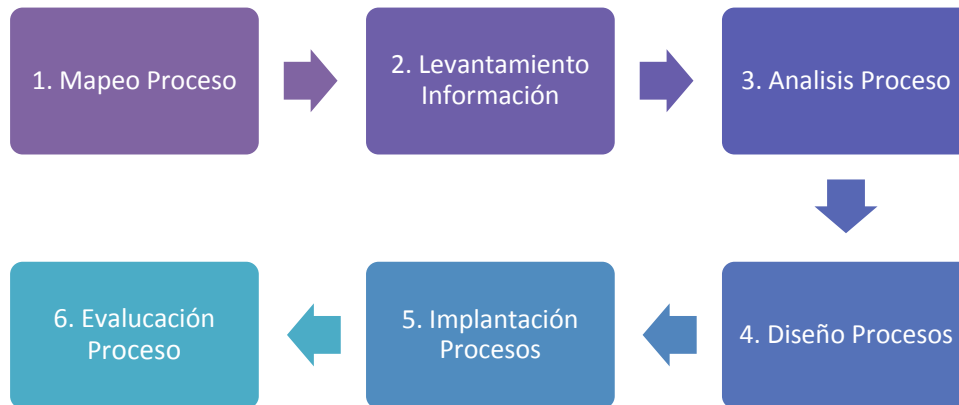 1. Mapeo Proceso
2. Levantamiento
Información
3. Analisis Proceso
4. Diseño Procesos
5. Implantación
Procesos
6. Evalucación
Proceso